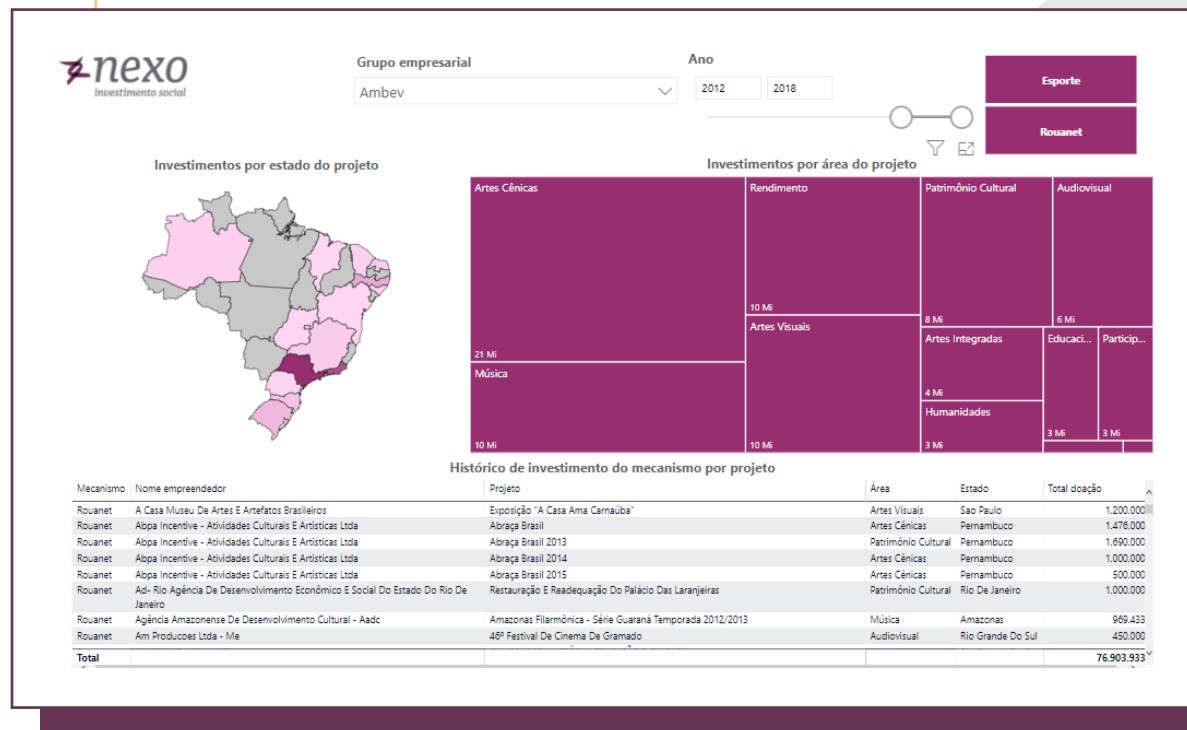 nexo
investimento social
Grupo empresarial
Ambev
Ano
2012 2018
Esporte
Rouanet
Investimentos por estado do projeto
Investimentos por área do projeto
Artes Cênicas
21 Mi
Música
10 Mi
Rendimento
10 Mi
Artes Visuais
10 Mi
Patrimônio Cultural
8 Mi
Audiovisual
6 Mi
Artes Integradas
4 Mi
Humanidades
3 Mi
Educaci...
3 Mi
Particip...
3 Mi
Histórico de investimento do mecanismo por projeto
Mecanismo Nome empreendedor Projeto Área Estado Total doação
Rouanet A Casa Museu De Artes E Artefatos Brasileiros Exposição "A Casa Ama Carnaúba" Artes Visuais Sao Paulo 1.200.000
Rouanet Abpa Incentive - Atividades Culturais E Artisticas Ltda Abraça Brasil Artes Cênicas Pernambuco 1.476.000
Rouanet Abpa Incentive - Atividades Culturais E Artisticas Ltda Abraça Brasil 2013 Patrimônio Cultural Pernambuco 1.690.000
Rouanet Abpa Incentive - Atividades Culturais E Artisticas Ltda Abraça Brasil 2014 Artes Cênicas Pernambuco 1.000.000
Rouanet Abpa Incentive - Atividades Culturais E Artisticas Ltda Abraça Brasil 2015 Artes Cênicas Pernambuco 500.000
Rouanet Ad- Rio Agência De Desenvolvimento Econômico E Social Do Estado Do Rio De Restauração E Readequação Do Palácio Das Laranjeiras Patrimônio Cultural Rio De Janeiro 1.000.000
Janeiro
Rouanet Agência Amazonense De Desenvolvimento Cultural - Aadc Amazonas Filarmônica - Série Guaraná Temporada 2012/2013 Música Amazonas 969.433
Rouanet Am Producoes Ltda - Me 46º Festival De Cinema De Gramado Audiovisual Rio Grande Do Sul 450.000
Total 76.903.933